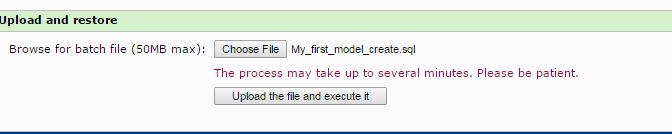 Upload and restore
Browse for batch file (50MB max): Choose File My_first_model_create.sql
The process may take up to several minutes. Please be patient.
Upload the file and execute it